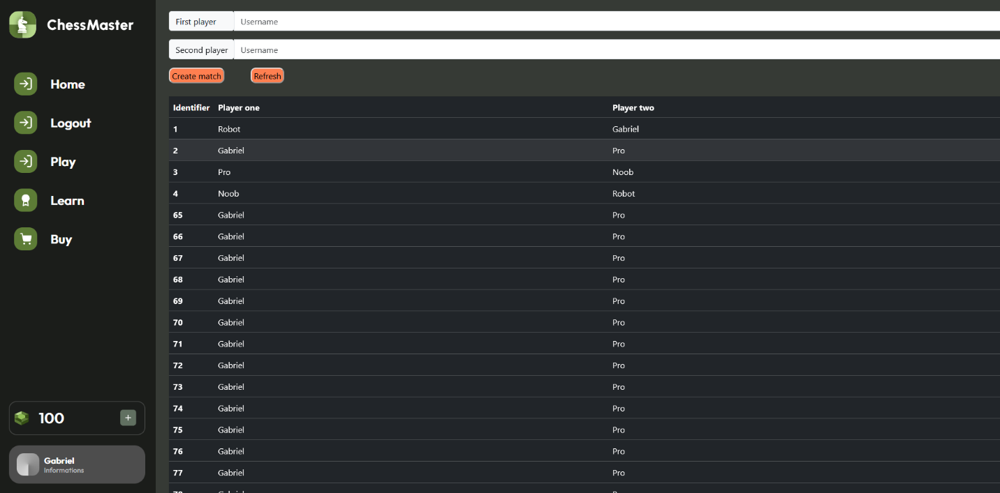 ChessMaster
Home
Logout
Play
Learn
Buy
100
+
Gabriel
Informations
First player Username
Second player Username
Create match Refresh
Identifier Player one Player two
1 Robot Gabriel
2 Gabriel Pro
3 Pro Noob
4 Noob Robot
65 Gabriel Pro
66 Gabriel Pro
67 Gabriel Pro
68 Gabriel Pro
69 Gabriel Pro
70 Gabriel Pro
71 Gabriel Pro
72 Gabriel Pro
73 Gabriel Pro
74 Gabriel Pro
75 Gabriel Pro
76 Gabriel Pro
77 Gabriel Pro